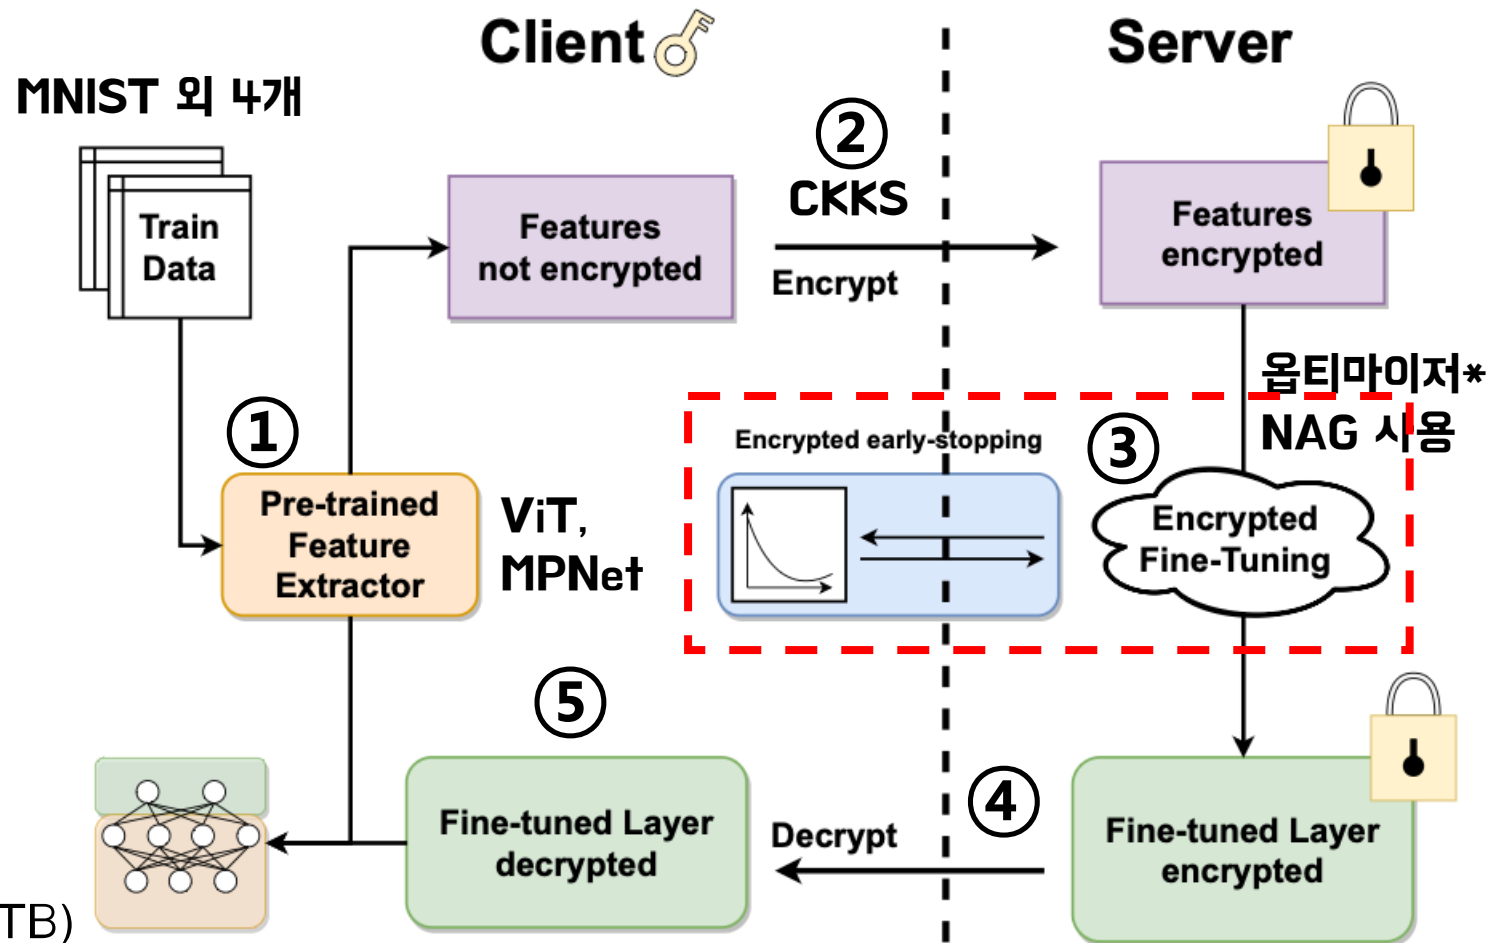 Client
Server
MNIST 외 4개
②
CKKS
Train
Data
Features
not encrypted
Encrypt
Features
encrypted
옵티마이저*
NAG 사용
①
Encrypted early-stopping
③
Pre-trained
Feature
Extractor
ViT,
MPNet
Encrypted
Fine-Tuning
⑤
④
Fine-tuned Layer
decrypted
Decrypt
Fine-tuned Layer
encrypted
TB)